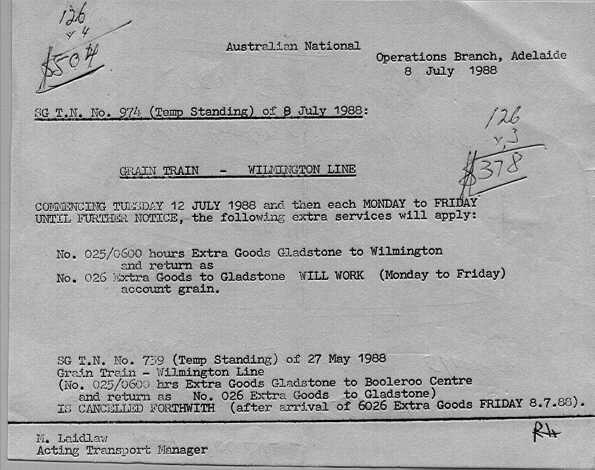 126
x 4
$504
Australian National
Operations Branch, Adelaide
8 July 1988
SG T.N. No. 974 (Temp Standing) of 8 July 1988:
126
x 3
$378
GRAIN TRAIN - WILMINGTON LINE
COMMENCING TUESDAY 12 JULY 1988 and then each MONDAY to FRIDAY
UNTIL FURTHER NOTICE, the following extra services will apply:
No. 025/0600 hours Extra Goods Gladstone to Wilmington
and return as
No. 026 Extra Goods to Gladstone WILL WORK (Monday to Friday)
account grain.
SG T.N. No. 739 (Temp Standing) of 27 May 1988
Grain Train - Wilmington Line
(No. 025/0600 hrs Extra Goods Gladstone to Booleroo Centre
and return as No. 026 Extra Goods to Gladstone)
IS CANCELLED FORTHWITH (after arrival of 6026 Extra Goods FRIDAY 8.7.88).
M. Laidlaw
Acting Transport Manager